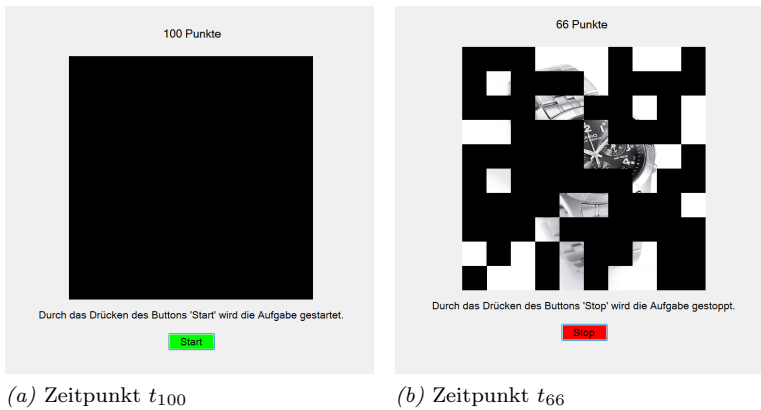 100 Punkte
Durch das Drücken des Buttons 'Start' wird die Aufgabe gestartet.
Start
(a) Zeitpunkt t100
66 Punkte
Durch das Drücken des Buttons 'Stop' wird die Aufgabe gestoppt.
Stop
(b) Zeitpunkt t66